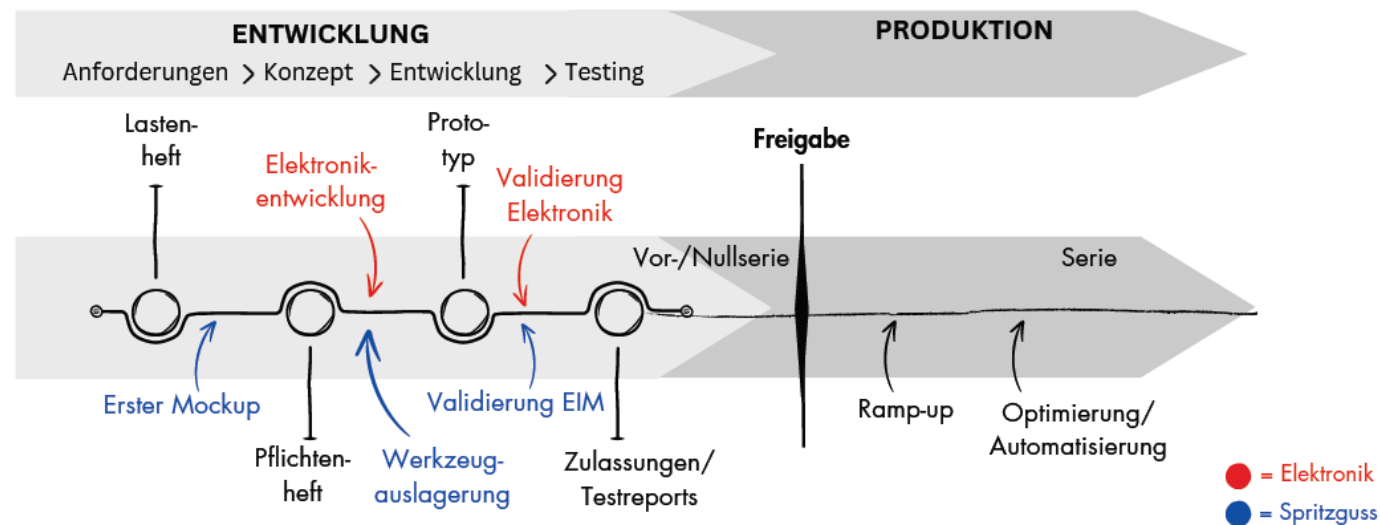 ENTWICKLUNG
PRODUKTION
Anforderungen > Konzept > Entwicklung > Testing
Lasten-
heft
Elektronik-
entwicklung
Proto-
typ
Validierung
Elektronik
Freigabe
Vor-/Nullserie
Serie
Erster Mockup
Pflichten-
heft
Werkzeug-
auslagerung
Validierung EIM
Zulassungen/
Testreports
Ramp-up
Optimierung/
Automatisierung
= Elektronik
= Spritzguss